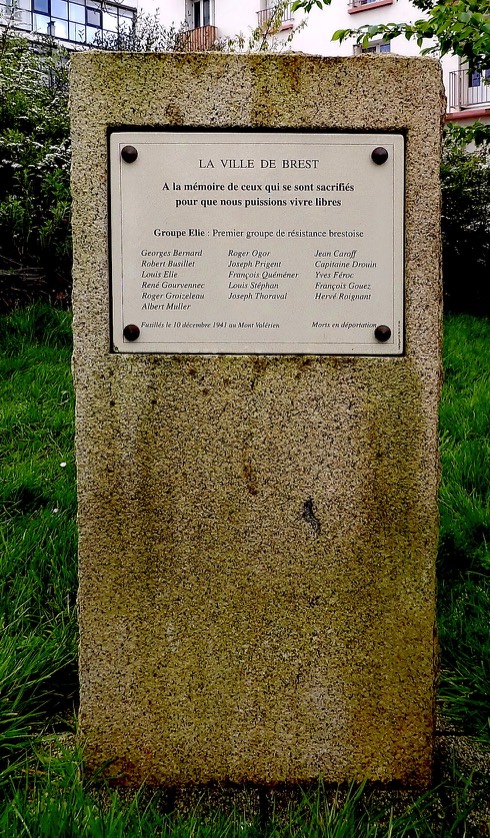 LA VILLE DE BREST
A la mémoire de ceux qui se sont sacrifiés
pour que nous puissions vivre libres
Groupe Elie : Premier groupe de résistance brestoise
Georges Bernard Roger Ogor Jean Caroff
Robert Busillet Joseph Prigent Capitaine Drouin
Louis Elie François Quéméner Yves Féroc
René Gourvennec Louis Stéphan François Gouez
Roger Groizeleau Joseph Thoraval Hervé Roignant
Albert Muller
Fusillés le 10 décembre 1941 au Mont Valérien Morts en déportation